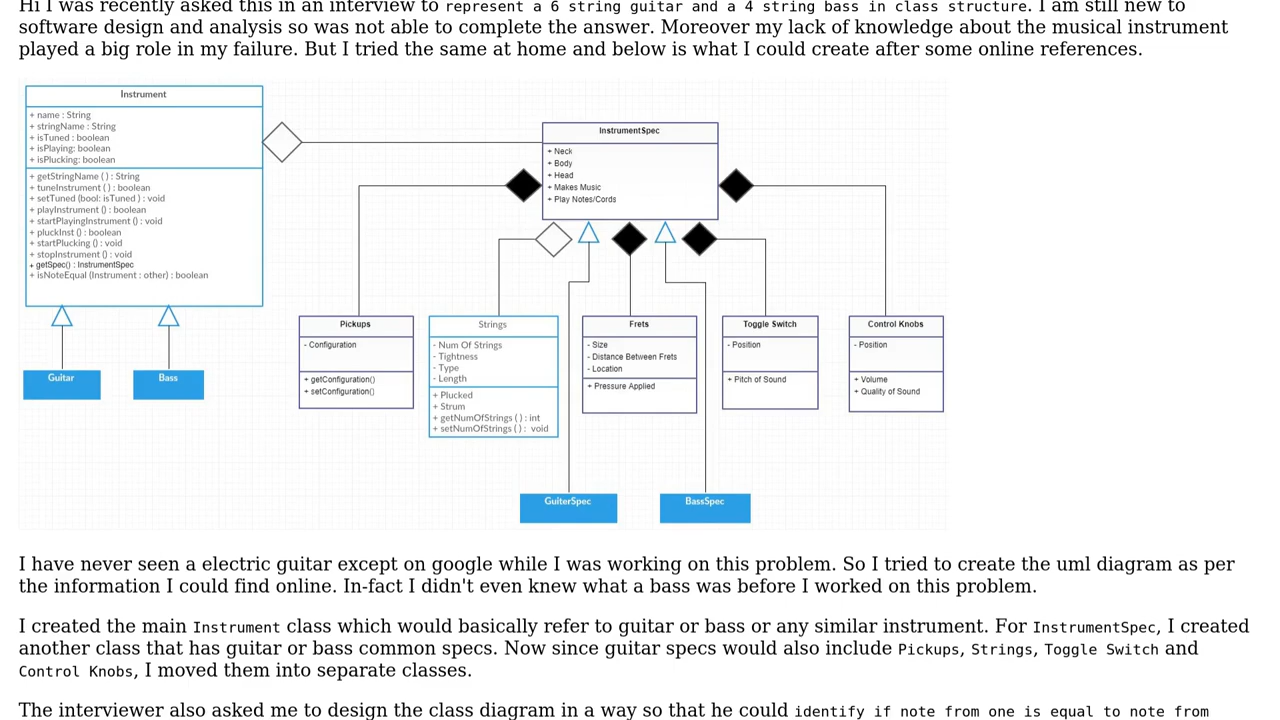 Hi I was recently asked this in an interview to represent a 6 string guitar and a 4 string bass in class structure. I am still new to
software design and analysis so was not able to complete the answer. Moreover my lack of knowledge about the musical instrument
played a big role in my failure. But I tried the same at home and below is what I could create after some online references.
Instrument
+ name : String
+ stringName : String
+ isTuned : boolean
+ isPlaying: boolean
+ isPlucking: boolean
+ getStringName ( ) : String
+ tuneInstrument ( ) : boolean
+ setTuned (bool: isTuned ) : void
+ playInstrument () : boolean
+ startPlayingInstrument () : void
+ pluckInst () : boolean
+ startPlucking () : void
+ stopInstrument () : void
+ getSpec() : InstrumentSpec
+ isNoteEqual (Instrument : other) : boolean
InstrumentSpec
+ Neck
+ Body
+ Head
+ Makes Music
+ Play Notes/Cords
Guitar
Bass
Pickups
- Configuration
+ getConfiguration()
+ setConfiguration()
Strings
- Num Of Strings
- Tightness
- Type
- Length
+ Plucked
+ Strum
+ getNumOfStrings ( ) : int
+ setNumOfStrings ( ) : void
Frets
- Size
- Distance Between Frets
- Location
+ Pressure Applied
Toggle Switch
- Position
+ Pitch of Sound
Control Knobs
- Position
+ Volume
+ Quality of Sound
GuiterSpec
BassSpec
I have never seen a electric guitar except on google while I was working on this problem. So I tried to create the uml diagram as per
the information I could find online. In-fact I didn't even knew what a bass was before I worked on this problem.
I created the main Instrument class which would basically refer to guitar or bass or any similar instrument. For InstrumentSpec, I created
another class that has guitar or bass common specs. Now since guitar specs would also include Pickups, Strings, Toggle Switch and
Control Knobs, I moved them into separate classes.
The interviewer also asked me to design the class diagram in a way so that he could identify if note from one is equal to note from